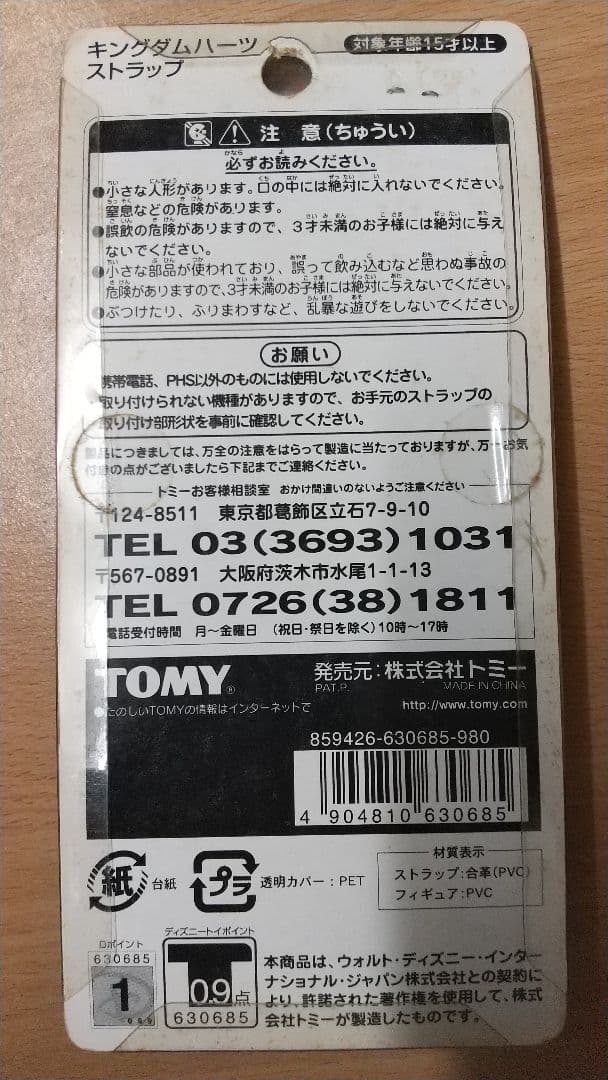 キングダムハーツ
ストラップ
対象年齢15才以上
注 意(ちゅうい)
必ずお読みください。
●小さな人形があります。口の中には絶対に入れないでください。
窒息などの危険があります。
●誤飲の危険がありますので、3才未満のお子様には絶対に与え
ないでください。
●小さな部品が使われており、誤って飲み込むなど思わぬ事故の
危険がありますので、3才未満のお子様には絶対に与えないでください。
●ぶつけたり、ふりまわすなど、乱暴な遊びをしないでください。
お願い
・携帯電話、PHS以外のものには使用しないでください。
・取り付けられない機種がありますので、お手元のストラップの
取り付け部形状を事前に確認してください。
製品につきましては、万全の注意をはらって製造に当たっておりますが、万一お気
付きの点がございましたら下記までご連絡ください。
トミーお客様相談室 おかけ間違いのないようご注意ください
〒124-8511 東京都葛飾区立石7-9-10
TEL 03(3693)1031
〒567-0891 大阪府茨木市水尾1-1-13
TEL 0726(38)1811
電話受付時間 月〜金曜日 (祝日・祭日を除く)10時〜17時
TOMY® 発売元:株式会社トミー
PAT.P. MADE IN CHINA
●たのしいTOMYの情報はインターネットで http://www.tomy.com
859426-630685-980
4 904810 630685
紙 台紙
プラ 透明カバー:PET
材質表示
ストラップ:合革(PVC)
フィギュア:PVC
Dポイント
630685
1
ディズニートイポイント
0.9点
630685
本商品は、ウォルト・ディズニー・インター
ナショナル・ジャパン株式会社との契約に
より、許諾された著作権を使用して、株式
会社トミーが製造したものです。